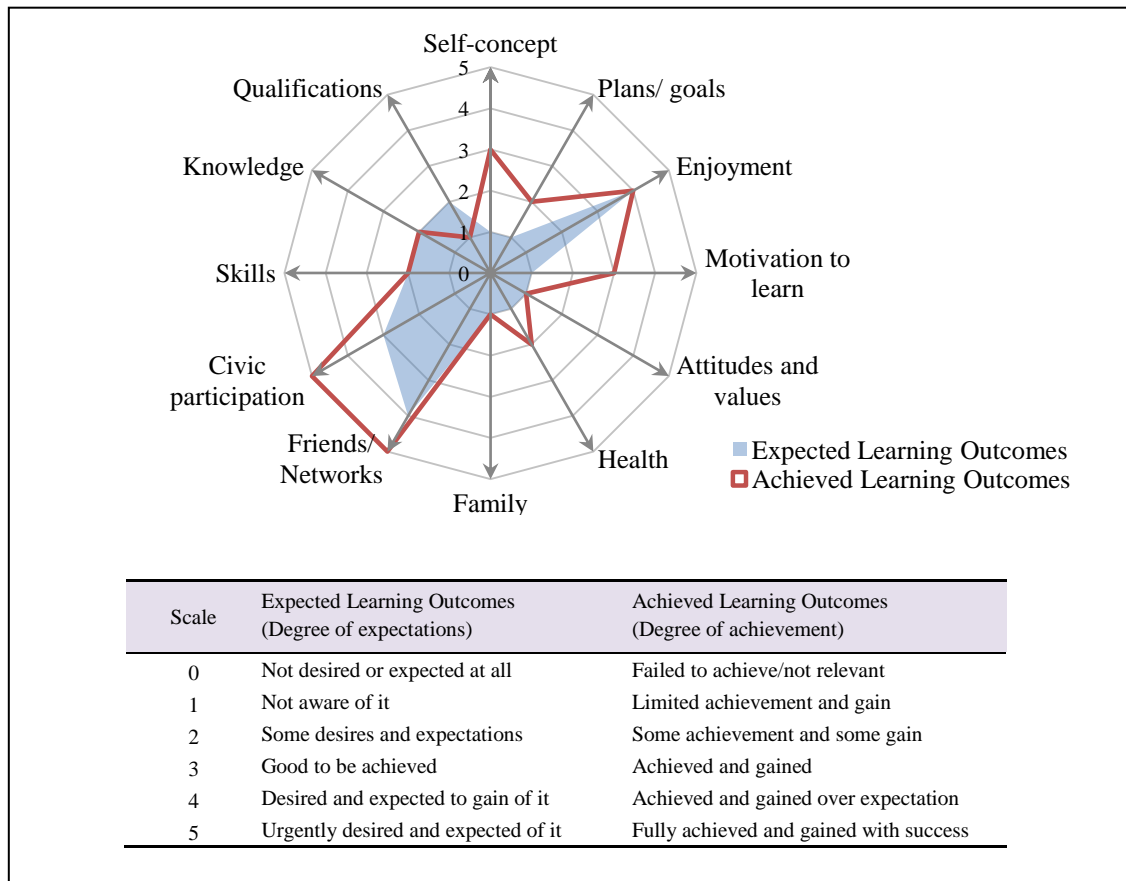 Self-concept
Plans/ goals
Enjoyment
Motivation to
learn
Attitudes and
values
Health
Family
Friends/
Networks
Civic
participation
Skills
Knowledge
Qualifications
5
4
3
2
1
0
Expected Learning Outcomes
Achieved Learning Outcomes
Scale
Expected Learning Outcomes
(Degree of expectations)
Achieved Learning Outcomes
(Degree of achievement)
0 Not desired or expected at all Failed to achieve/not relevant
1 Not aware of it Limited achievement and gain
2 Some desires and expectations Some achievement and some gain
3 Good to be achieved Achieved and gained
4 Desired and expected to gain of it Achieved and gained over expectation
5 Urgently desired and expected of it Fully achieved and gained with success